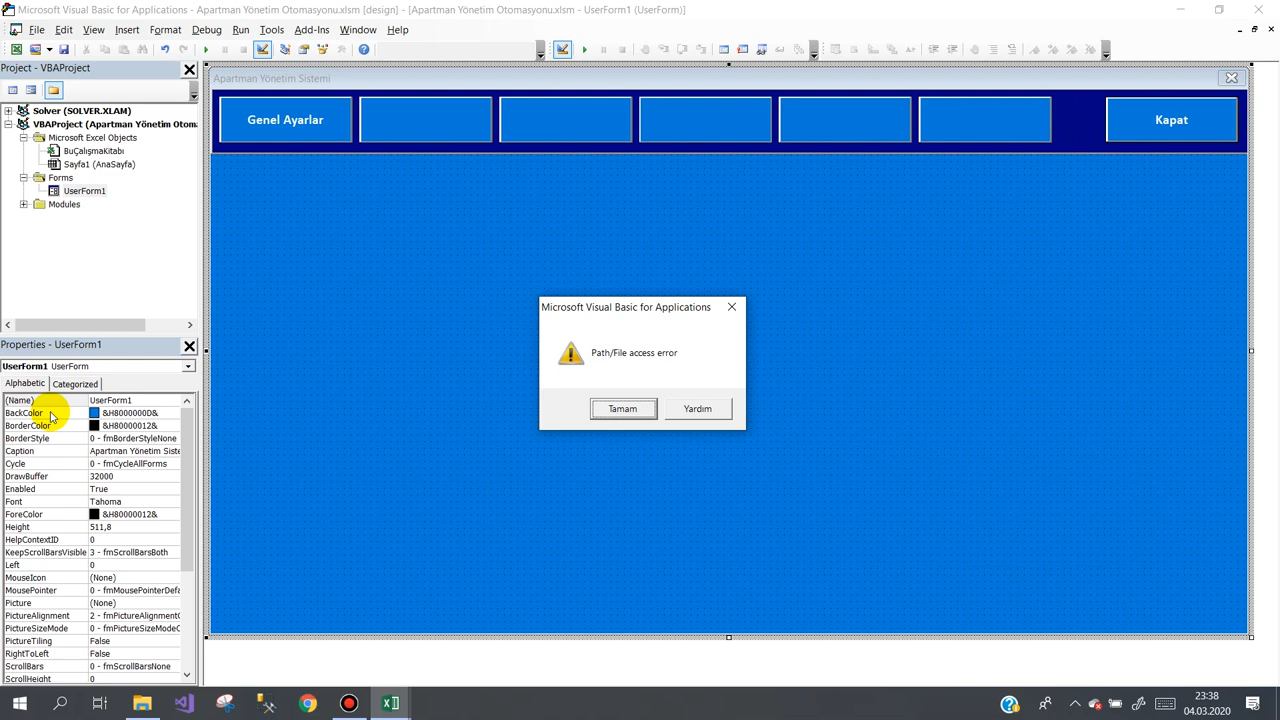 Microsoft Visual Basic for Applications - Apartman Yönetim Otomasyonu.xlsm [design] - [Apartman Yönetim Otomasyonu.xlsm - UserForm1 (UserForm)]
File Edit View Insert Format Debug Run Tools Add-Ins Window Help
Project - VBAProject
Solver (SOLVER.XLAM)
VBAProject (Apartman Yönetim Otom
Microsoft Excel Objects
BuÇalışmaKitabı
Sayfa1 (AnaSayfa)
Forms
UserForm1
Modules
Apartman Yönetim Sistemi
Genel Ayarlar
Kapat
Microsoft Visual Basic for Applications
Path/File access error
Tamam Yardım
Properties - UserForm1
UserForm1 UserForm
Alphabetic Categorized
(Name) UserForm1
BackColor &H8000000D&
BorderColor &H80000012&
BorderStyle 0 - fmBorderStyleNone
Caption Apartman Yönetim Siste
Cycle 0 - fmCycleAllForms
DrawBuffer 32000
Enabled True
Font Tahoma
ForeColor &H80000012&
Height 511,8
HelpContextID 0
KeepScrollBarsVisible 3 - fmScrollBarsBoth
Left 0
MouseIcon (None)
MousePointer 0 - fmMousePointerDefa
Picture (None)
PictureAlignment 2 - fmPictureAlignmentC
PictureSizeMode 0 - fmPictureSizeModeC
PictureTiling False
RightToLeft False
ScrollBars 0 - fmScrollBarsNone
ScrollHeight 0
23:38
04.03.2020